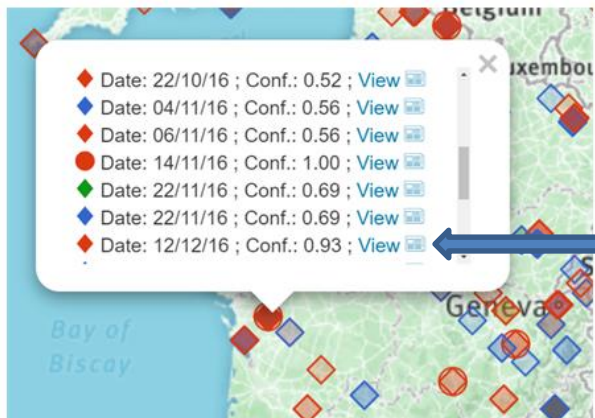 Belgium
×
uxembou
Date: 22/10/16 ; Conf.: 0.52 ; View
Date: 04/11/16 ; Conf.: 0.56 ; View
Date: 06/11/16 ; Conf.: 0.56 ; View
Date: 14/11/16 ; Conf.: 1.00 ; View
Date: 22/11/16 ; Conf.: 0.69 ; View
Date: 22/11/16 ; Conf.: 0.69 ; View
Date: 12/12/16 ; Conf.: 0.93 ; View
S
Geneva
Bay of
Biscay